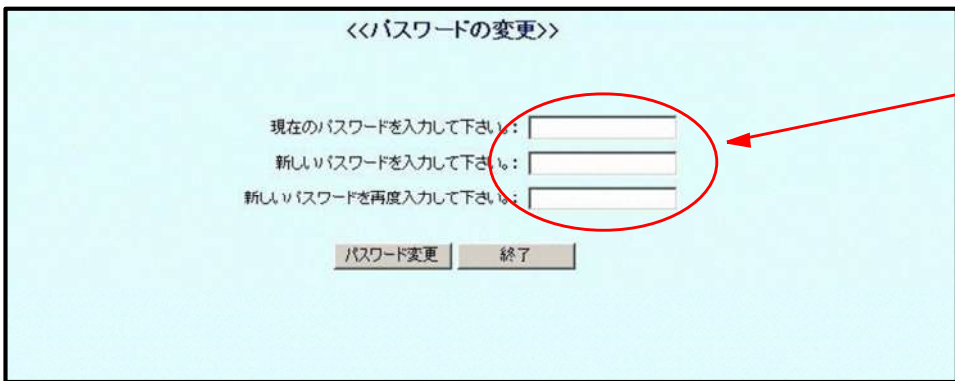 <<パスワードの変更>>
現在のパスワードを入力して下さい。:
新しいパスワードを入力して下さい。:
新しいパスワードを再度入力して下さい。:
パスワード変更 終了